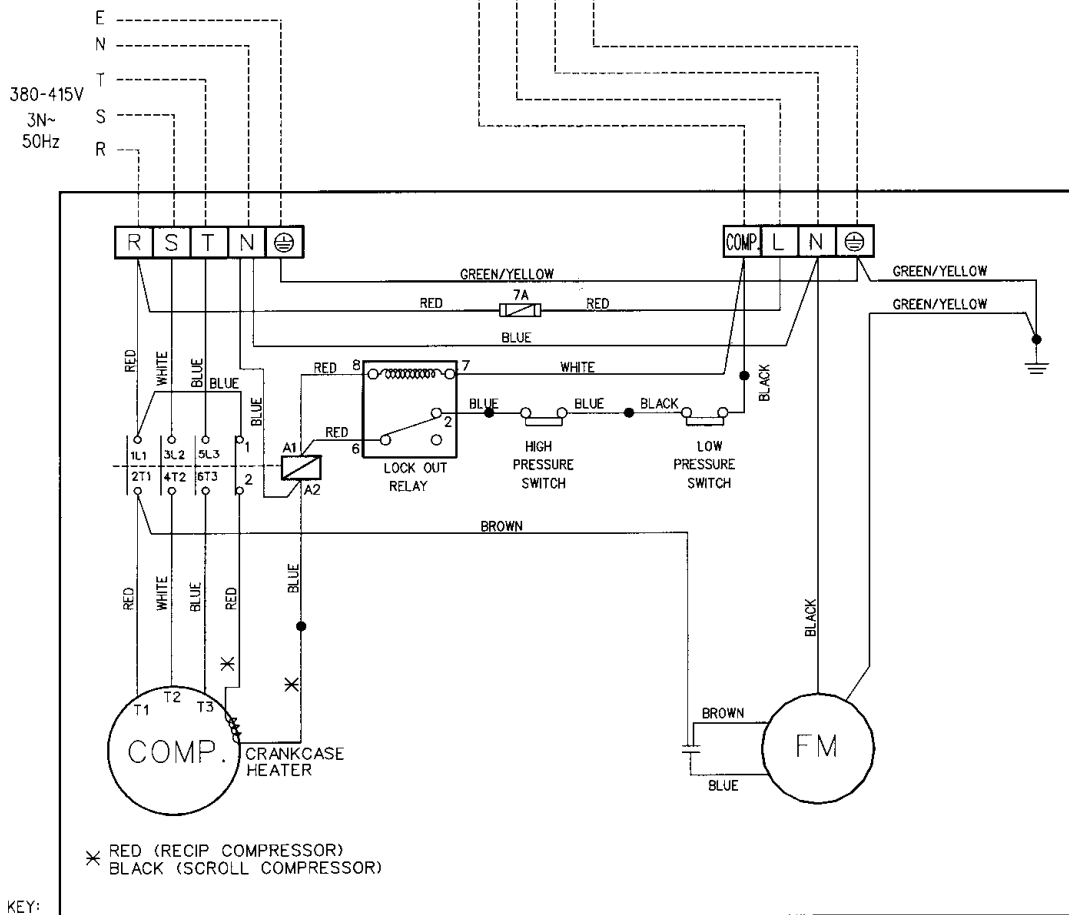 E
N
T
380-415V
3N~
50Hz
S
R
R S T N
COMP. L N
GREEN/YELLOW
GREEN/YELLOW
7A
RED
RED
GREEN/YELLOW
BLUE
RED
WHITE
BLUE
BLUE
BLUE
RED
8
7
WHITE
BLACK
BLUE
BLUE
BLACK
2
RED
6
1
A1
1L1
3L2
5L3
LOCK OUT
RELAY
HIGH
PRESSURE
SWITCH
LOW
PRESSURE
SWITCH
2T1
4T2
6T3
2
A2
BROWN
RED
WHITE
BLUE
RED
BLUE
BLACK
T1
T2
T3
COMP.
CRANKCASE
HEATER
BROWN
FM
BLUE
RED (RECIP COMPRESSOR)
BLACK (SCROLL COMPRESSOR)
KEY: